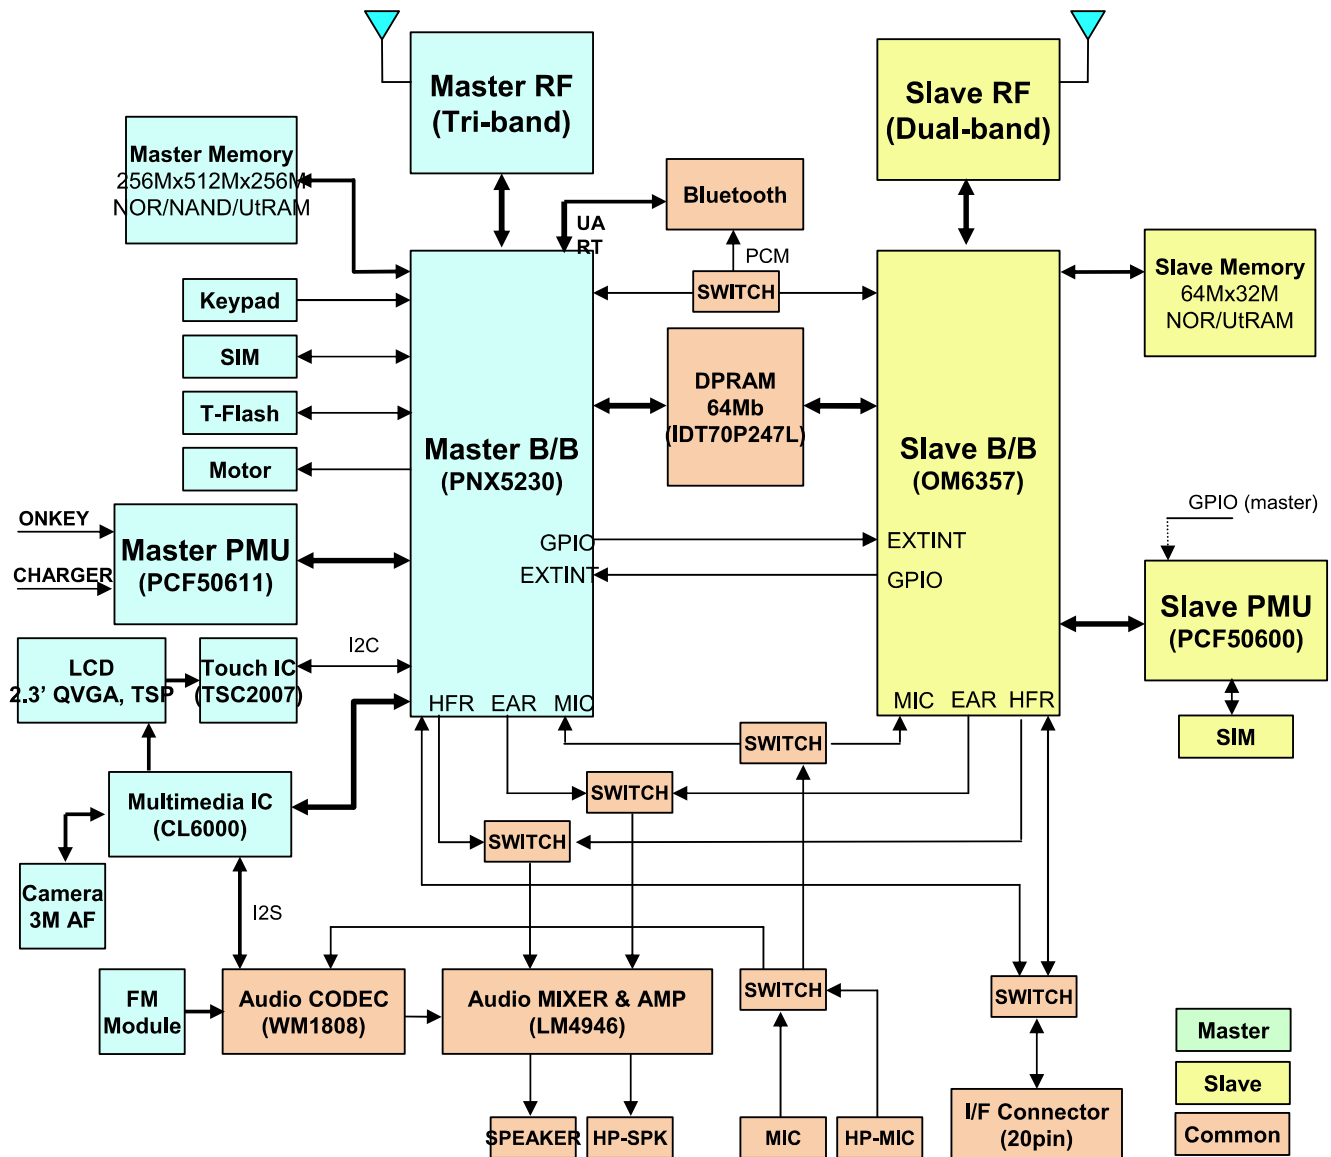 Master RF
(Tri-band)
Slave RF
(Dual-band)
Master Memory
256Mx512Mx256M
NOR/NAND/UtRAM
Bluetooth
UA
RT
PCM
SWITCH
Slave Memory
64Mx32M
NOR/UtRAM
Keypad
SIM
T-Flash
Motor
DPRAM
64Mb
(IDT70P247L)
Master B/B
(PNX5230)
Slave B/B
(OM6357)
GPIO (master)
ONKEY
CHARGER
Master PMU
(PCF50611)
GPIO
EXTINT
EXTINT
GPIO
Slave PMU
(PCF50600)
LCD
2.3' QVGA, TSP
Touch IC
(TSC2007)
I2C
HFR
EAR
MIC
MIC
EAR
HFR
SIM
SWITCH
SWITCH
SWITCH
Multimedia IC
(CL6000)
Camera
3M AF
I2S
FM
Module
Audio CODEC
(WM1808)
Audio MIXER & AMP
(LM4946)
SWITCH
SWITCH
SPEAKER
HP-SPK
MIC
HP-MIC
I/F Connector
(20pin)
Master
Slave
Common